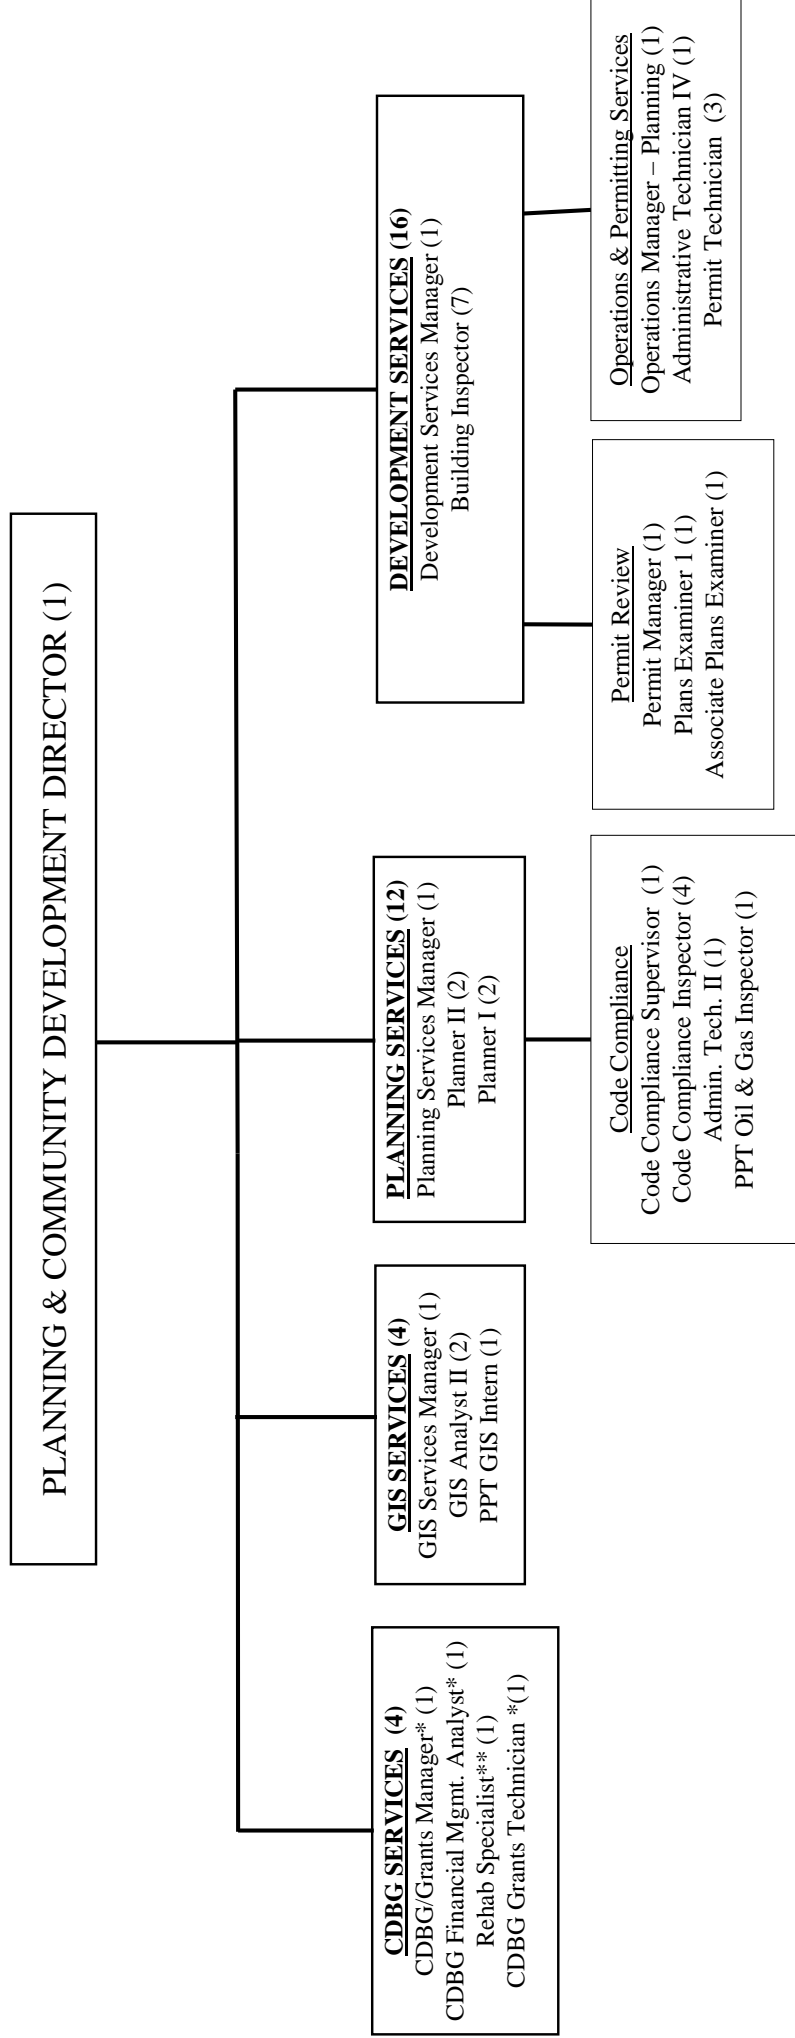 PLANNING & COMMUNITY DEVELOPMENT DIRECTOR (1)
CDBG SERVICES (4)
CDBG/Grants Manager* (1)
CDBG Financial Mgmt. Analyst* (1)
Rehab Specialist** (1)
CDBG Grants Technician *(1)
GIS SERVICES (4)
GIS Services Manager (1)
GIS Analyst II (2)
PPT GIS Intern (1)
PLANNING SERVICES (12)
Planning Services Manager (1)
Planner II (2)
Planner I (2)
DEVELOPMENT SERVICES (16)
Development Services Manager (1)
Building Inspector (7)
Code Compliance
Code Compliance Supervisor (1)
Code Compliance Inspector (4)
Admin. Tech. II (1)
PPT Oil & Gas Inspector (1)
Permit Review
Permit Manager (1)
Plans Examiner 1 (1)
Associate Plans Examiner (1)
Operations & Permitting Services
Operations Manager – Planning (1)
Administrative Technician IV (1)
Permit Technician (3)